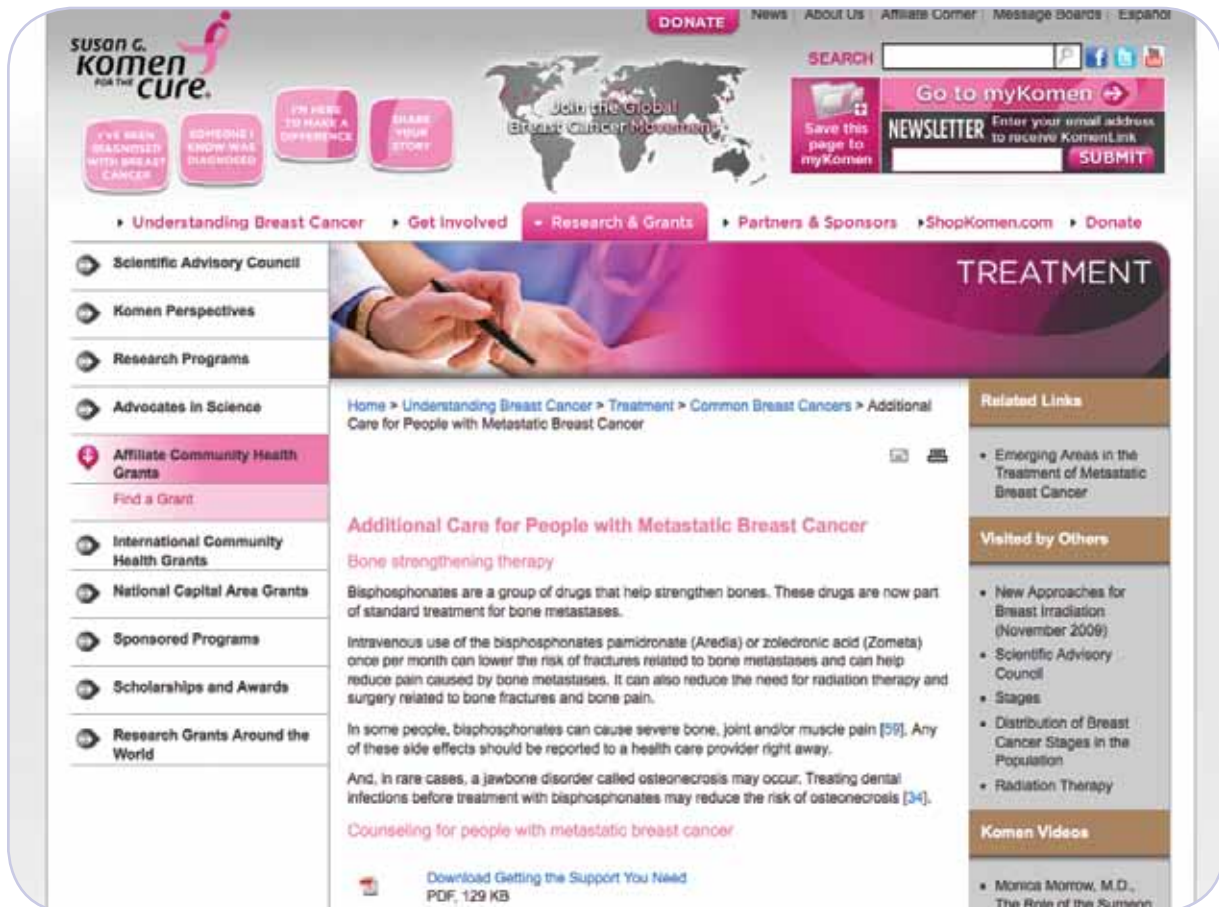 DONATE
News | About Us | Affiliate Corner | Message Boards | Español
susan g.
komen
FOR THE cure.
SEARCH
I'VE BEEN
DIAGNOSED
WITH BREAST
CANCER
SOMEONE I
KNOW WAS
DIAGNOSED
I'M HERE
TO MAKE A
DIFFERENCE
SHARE
YOUR
STORY
Join the Global
Breast Cancer Movement
Save this
page to
myKomen
Go to myKomen
NEWSLETTER Enter your email address
to receive KomenLink
SUBMIT
Understanding Breast Cancer Get Involved Research & Grants Partners & Sponsors ShopKomen.com Donate
Scientific Advisory Council
Komen Perspectives
Research Programs
Advocates in Science
Affiliate Community Health
Grants
Find a Grant
International Community
Health Grants
National Capital Area Grants
Sponsored Programs
Scholarships and Awards
Research Grants Around the
World
TREATMENT
Home > Understanding Breast Cancer > Treatment > Common Breast Cancers > Additional
Care for People with Metastatic Breast Cancer
Additional Care for People with Metastatic Breast Cancer
Bone strengthening therapy
Bisphosphonates are a group of drugs that help strengthen bones. These drugs are now part
of standard treatment for bone metastases.
Intravenous use of the bisphosphonates pamidronate (Aredia) or zoledronic acid (Zometa)
once per month can lower the risk of fractures related to bone metastases and can help
reduce pain caused by bone metastases. It can also reduce the need for radiation therapy and
surgery related to bone fractures and bone pain.
In some people, bisphosphonates can cause severe bone, joint and/or muscle pain [59]. Any
of these side effects should be reported to a health care provider right away.
And, in rare cases, a jawbone disorder called osteonecrosis may occur. Treating dental
infections before treatment with bisphosphonates may reduce the risk of osteonecrosis [34].
Counseling for people with metastatic breast cancer
Download Getting the Support You Need
PDF, 129 KB
Related Links
• Emerging Areas in the
Treatment of Metastatic
Breast Cancer
Visited by Others
• New Approaches for
Breast Irradiation
(November 2009)
• Scientific Advisory
Council
• Stages
• Distribution of Breast
Cancer Stages in the
Population
• Radiation Therapy
Komen Videos
• Monica Morrow, M.D.,
The Role of the Surgeon